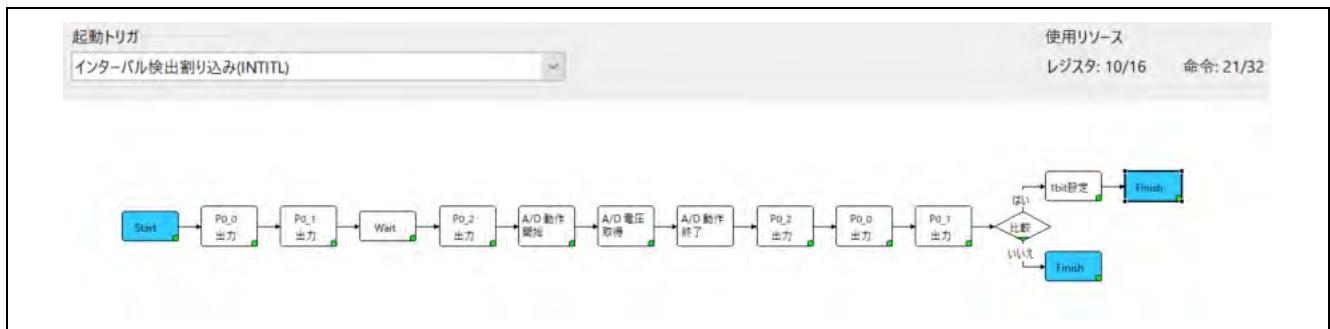 起動トリガ
使用リソース
インターバル検出割り込み(INTITL)
レジスタ: 10/16 命令: 21/32
Start
P0_0
出力
P0_1
出力
Wait
P0_2
出力
A/D 動作
開始
A/D 電圧
取得
A/D 動作
終了
P0_2
出力
P0_0
出力
P0_1
出力
比較
はい
1bit設定
Finish
いいえ
Finish